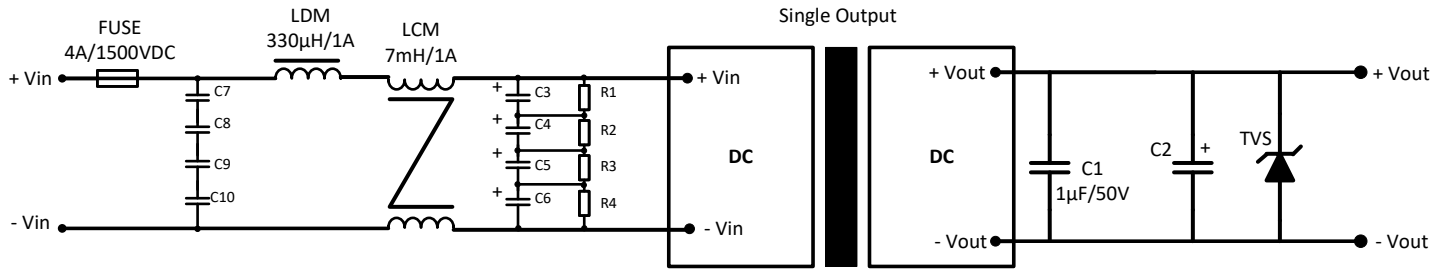 Single Output
FUSE
4A/1500VDC
LDM
330µH/1A
LCM
7mH/1A
+ Vin
- Vin
C7
C8
C9
C10
+ C3
+ C4
+ C5
+ C6
R1
R2
R3
R4
+ Vin
DC
- Vin
+ Vout
DC
- Vout
C1
1µF/50V
C2 +
TVS
+ Vout
- Vout